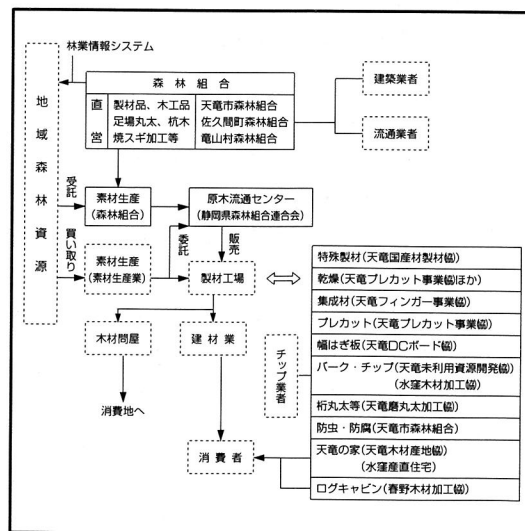 林業情報システム
地域森林資源
森林組合
直営
製材品、木工品
足場丸太、杭木
焼スギ加工等
天竜市森林組合
佐久間町森林組合
竜山村森林組合
建築業者
流通業者
受託
素材生産
(森林組合)
原木流通センター
(静岡県森林組合連合会)
買い取り
素材生産
(素材生産業)
委託
販売
製材工場
木材問屋
建材業
消費地へ
消費者
チップ業者
特殊製材(天竜国産材製材協)
乾燥(天竜プレカット事業協ほか)
集成材(天竜フィンガー事業協)
プレカット(天竜プレカット事業協)
幅はぎ板(天竜DCボード協)
バーク・チップ(天竜未利用資源開発協)
(水窪木材加工協)
桁丸太等(天竜磨丸太加工協)
防虫・防腐(天竜市森林組合)
天竜の家(天竜木材産地協)
(水窪産直住宅)
ログキャビン(春野木材加工協)